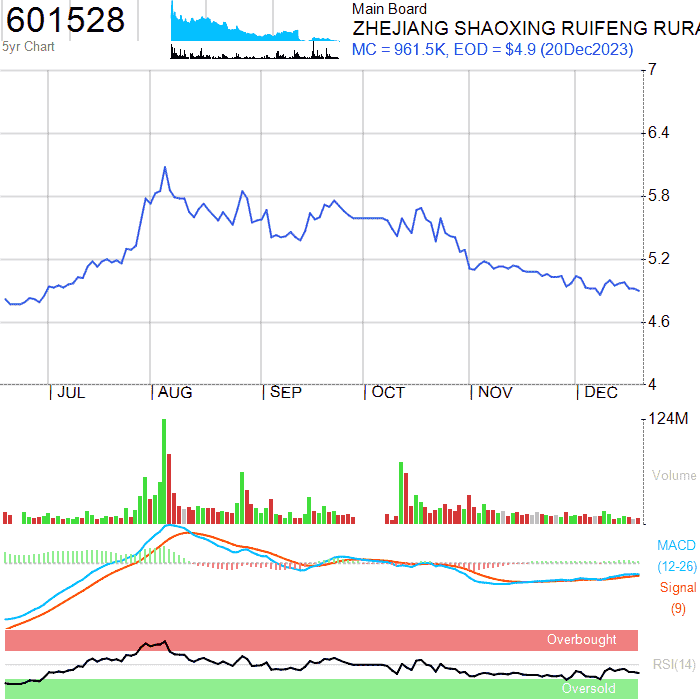 601528
5yr Chart
Main Board
ZHEJIANG SHAOXING RUIFENG RURA
MC = 961.5K, EOD = $4.9 (20Dec2023)
7
6.4
5.8
5.2
4.6
4
JUL AUG SEP OCT NOV DEC
124M
Volume
MACD
(12-26)
Signal
(9)
Overbought
RSI(14)
Oversold